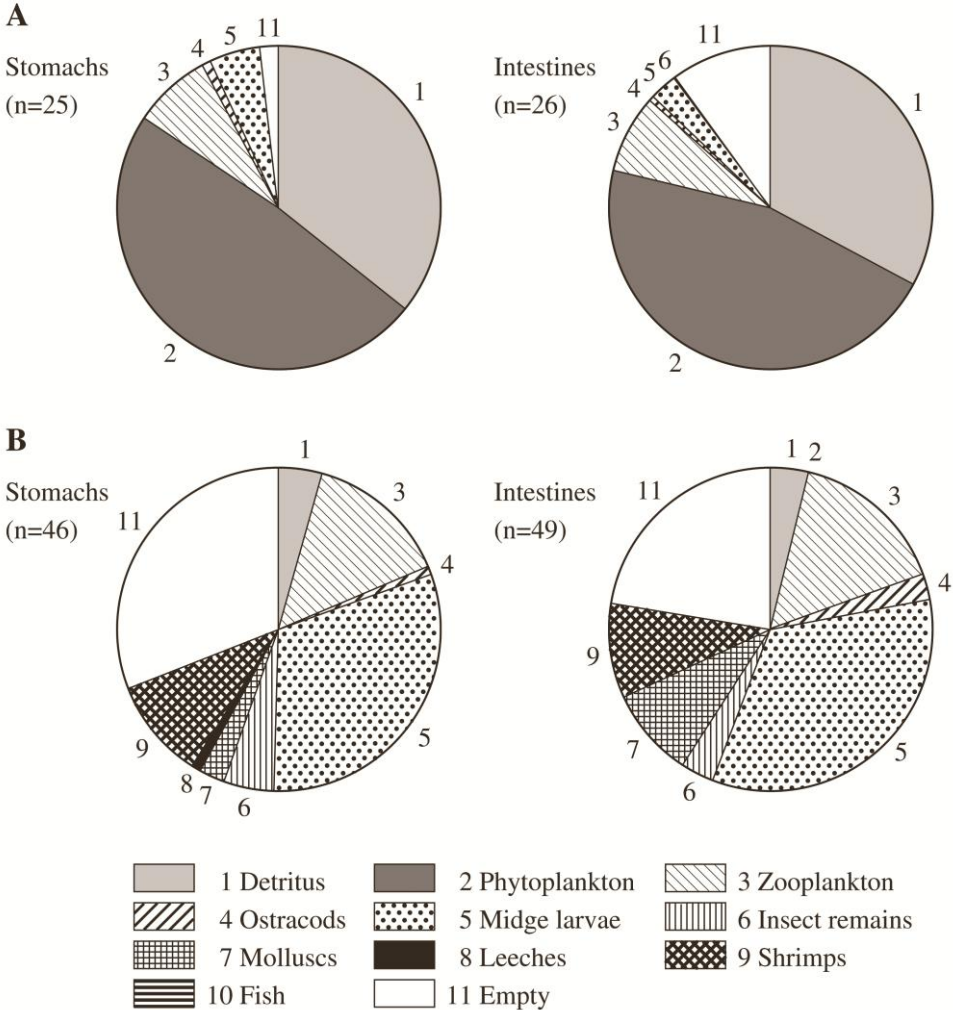 A
Stomachs
(n=25)
3
4
5
11
1
2
Intestines
(n=26)
3
4
5
6
11
1
2
B
Stomachs
(n=46)
11
1
3
4
5
6
7
8
9
Intestines
(n=49)
11
1
2
3
4
5
6
7
9
1 Detritus 2 Phytoplankton 3 Zooplankton
4 Ostracods 5 Midge larvae 6 Insect remains
7 Molluscs 8 Leeches 9 Shrimps
10 Fish 11 Empty